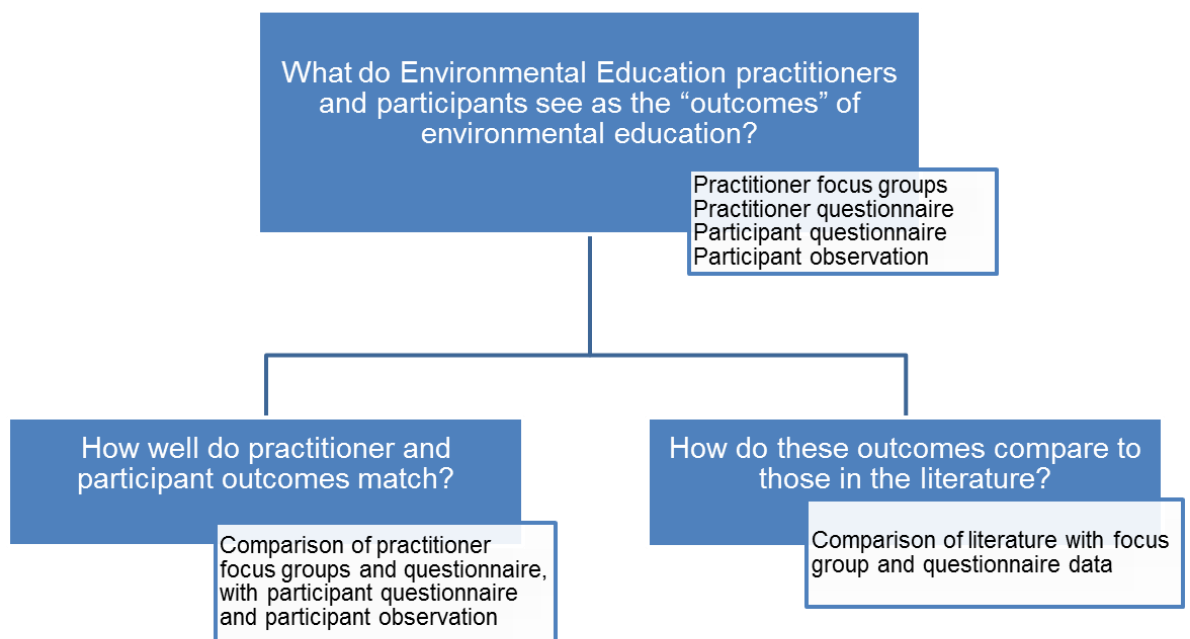 What do Environmental Education practitioners
and participants see as the “outcomes” of
environmental education?
Practitioner focus groups
Practitioner questionnaire
Participant questionnaire
Participant observation
How well do practitioner and
participant outcomes match?
Comparison of practitioner
focus groups and questionnaire,
with participant questionnaire
and participant observation
How do these outcomes compare to
those in the literature?
Comparison of literature with focus
group and questionnaire data